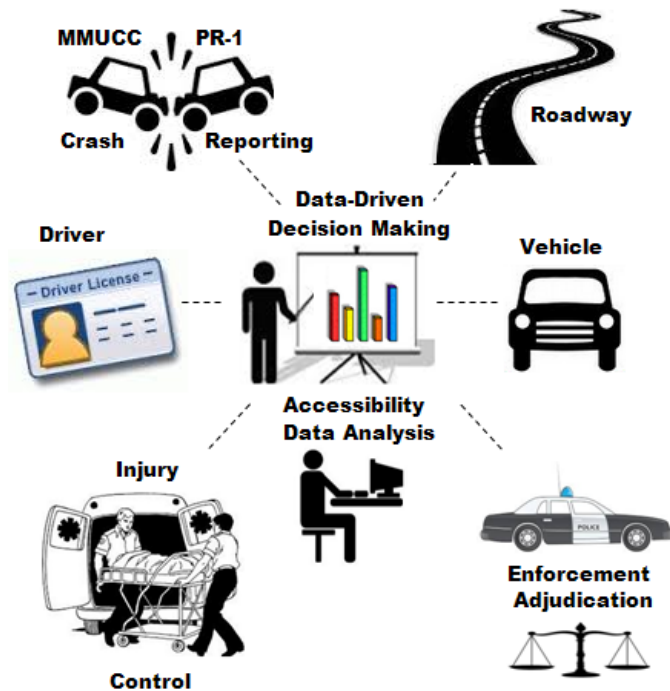 MMUCC PR-1
Crash Reporting
Roadway
Data-Driven
Decision Making
Driver
Driver License
Vehicle
Accessibility
Data Analysis
Injury
Control
POLICE
Enforcement
Adjudication